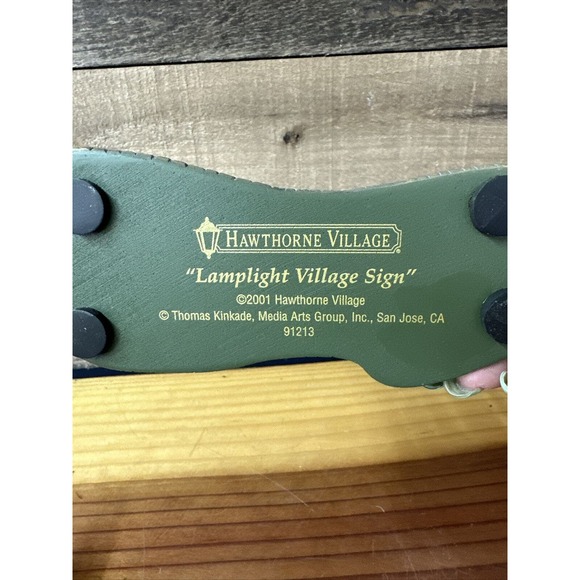 HAWTHORNE VILLAGE®
"Lamplight Village Sign"
©2001 Hawthorne Village
© Thomas Kinkade, Media Arts Group, Inc., San Jose, CA
91213